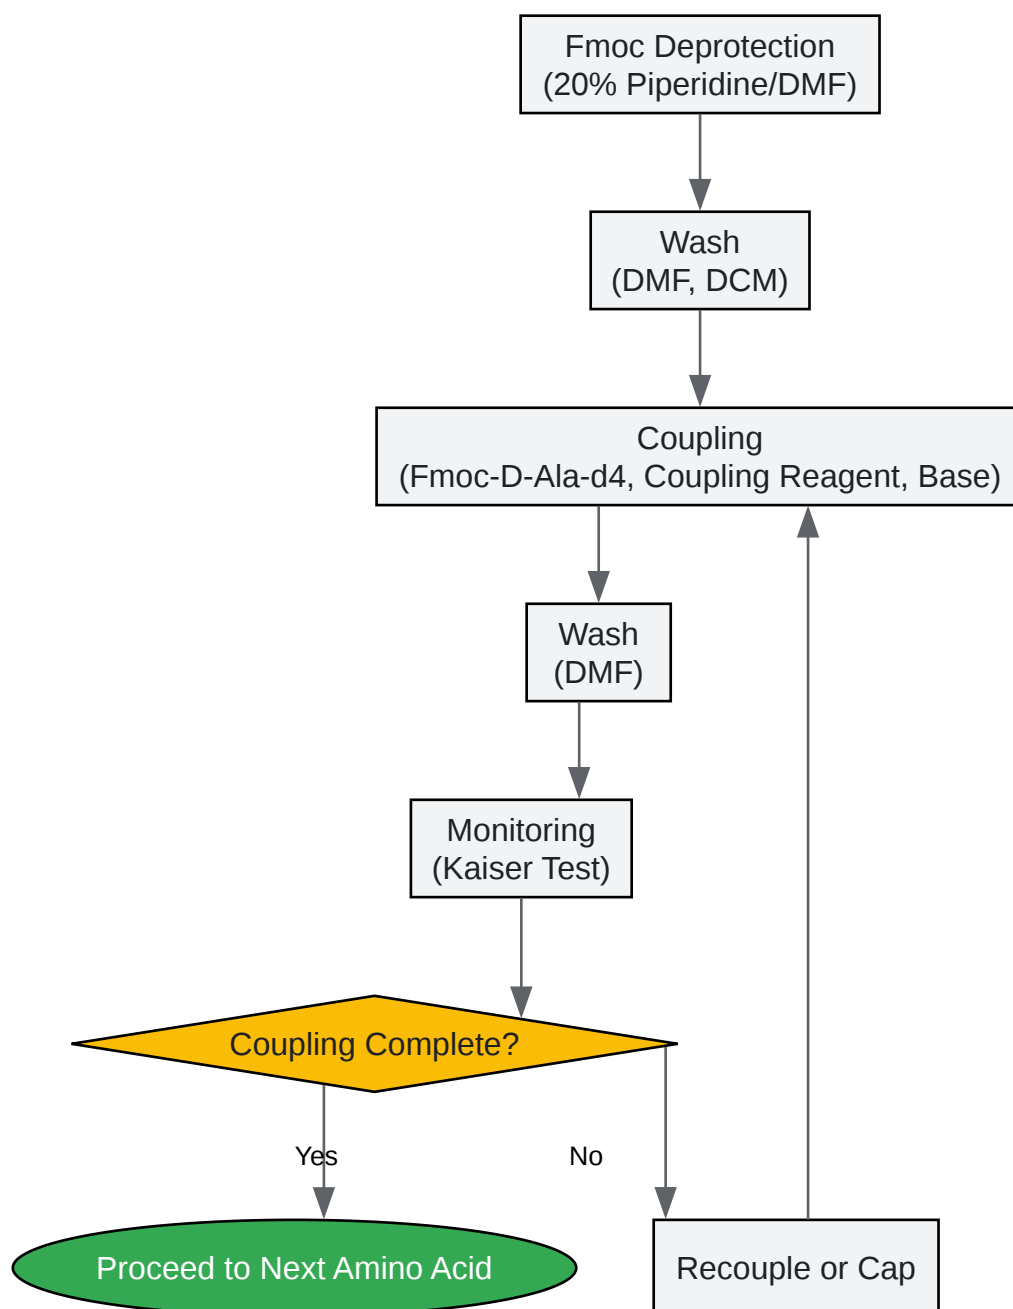 Fmoc Deprotection
(20% Piperidine/DMF)
Wash
(DMF, DCM)
Coupling
(Fmoc-D-Ala-d4, Coupling Reagent, Base)
Wash
(DMF)
Monitoring
(Kaiser Test)
Coupling Complete?
Yes
No
Proceed to Next Amino Acid
Recouple or Cap